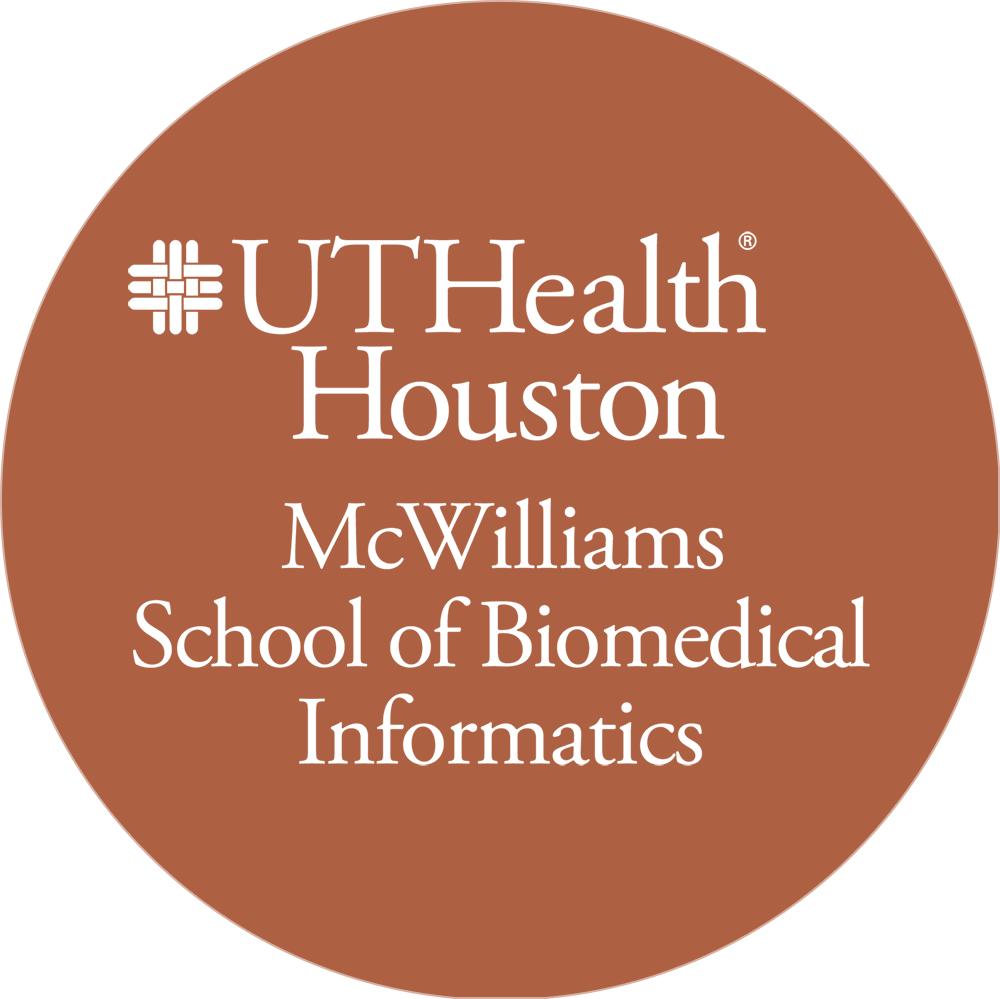 UTHealth®
Houston
McWilliams
School of Biomedical
Informatics